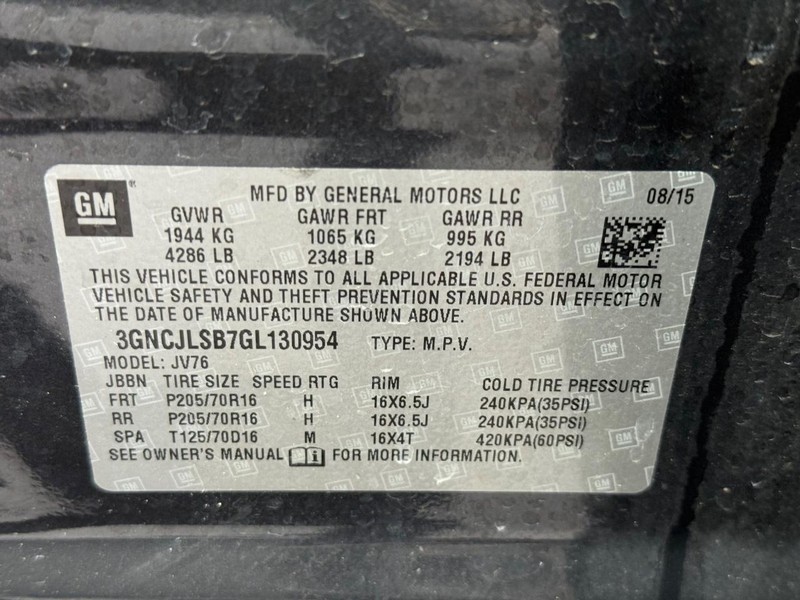 GM
MFD BY GENERAL MOTORS LLC 08/15
GVWR GAWR FRT GAWR RR
1944 KG 1065 KG 995 KG
4286 LB 2348 LB 2194 LB
THIS VEHICLE CONFORMS TO ALL APPLICABLE U.S. FEDERAL MOTOR
VEHICLE SAFETY AND THEFT PREVENTION STANDARDS IN EFFECT ON
THE DATE OF MANUFACTURE SHOWN ABOVE.
3GNCJLSB7GL130954 TYPE: M.P.V.
MODEL: JV76
JBBN TIRE SIZE SPEED RTG RIM COLD TIRE PRESSURE
FRT P205/70R16 H 16X6.5J 240KPA(35PSI)
RR P205/70R16 H 16X6.5J 240KPA(35PSI)
SPA T125/70D16 M 16X4T 420KPA(60PSI)
SEE OWNER'S MANUAL FOR MORE INFORMATION.